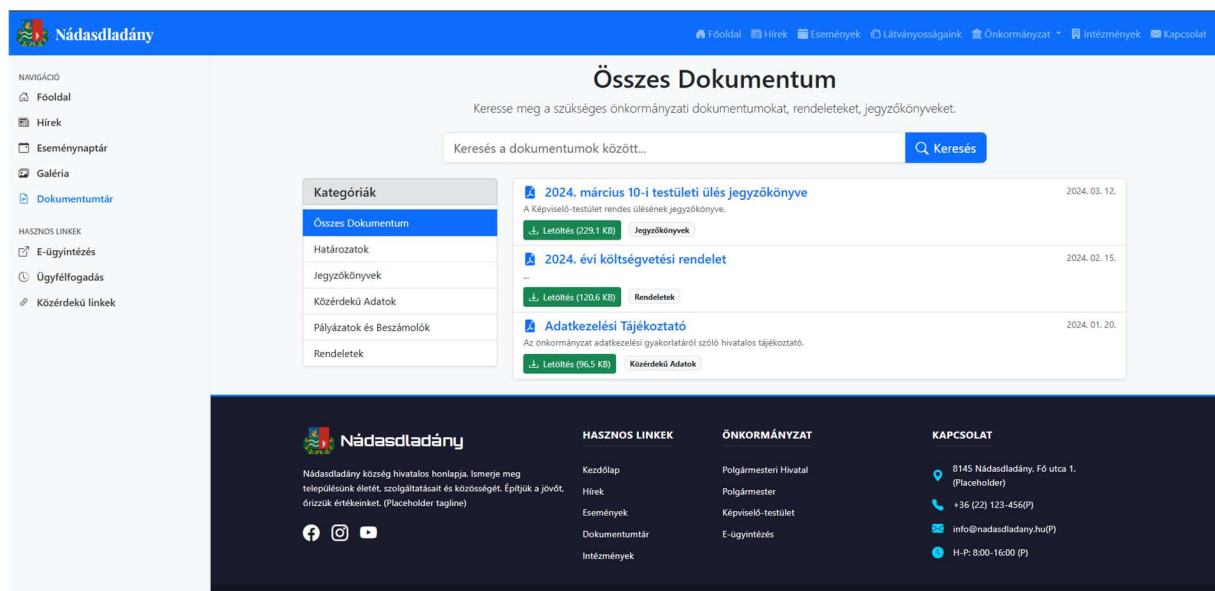 Nádasdladány
Főoldal Hírek Események Látványosságaink Önkormányzat Intézmények Kapcsolat
NAVIGÁCIÓ
Főoldal
Hírek
Eseménynaptár
Galéria
Dokumentumtár
HASZNOS LINKEK
E-ügyintézés
Ügyfélfogadás
Közérdekű linkek
Összes Dokumentum
Keresse meg a szükséges önkormányzati dokumentumokat, rendeleteket, jegyzőkönyveket.
Keresés a dokumentumok között...
Keresés
Kategóriák
Összes Dokumentum
Határozatok
Jegyzőkönyvek
Közérdekű Adatok
Pályázatok és Beszámolók
Rendeletek
2024. március 10-i testületi ülés jegyzőkönyve
2024. 03. 12.
A Képviselő-testület rendes ülésének jegyzőkönyve.
Letöltés (229,1 KB) Jegyzőkönyvek
2024. évi költségvetési rendelet
2024. 02. 15.
...
Letöltés (120,6 KB) Rendeletek
Adatkezelési Tájékoztató
2024. 01. 20.
Az önkormányzat adatkezelési gyakorlatáról szóló hivatalos tájékoztató.
Letöltés (96,5 KB) Közérdekű Adatok
Nádasdladány
Nádasdladány község hivatalos honlapja. Ismerje meg
településünk életét, szolgáltatásait és közösségét. Építjük a jövőt,
őrizzük értékeinket. (Placeholder tagline)
HASZNOS LINKEK
Kezdőlap
Hírek
Események
Dokumentumtár
Intézmények
ÖNKORMÁNYZAT
Polgármesteri Hivatal
Polgármester
Képviselő-testület
E-ügyintézés
KAPCSOLAT
8145 Nádasdladány, Fő utca 1.
(Placeholder)
+36 (22) 123-456(P)
info@nadasdladany.hu(P)
H-P: 8:00-16:00 (P)